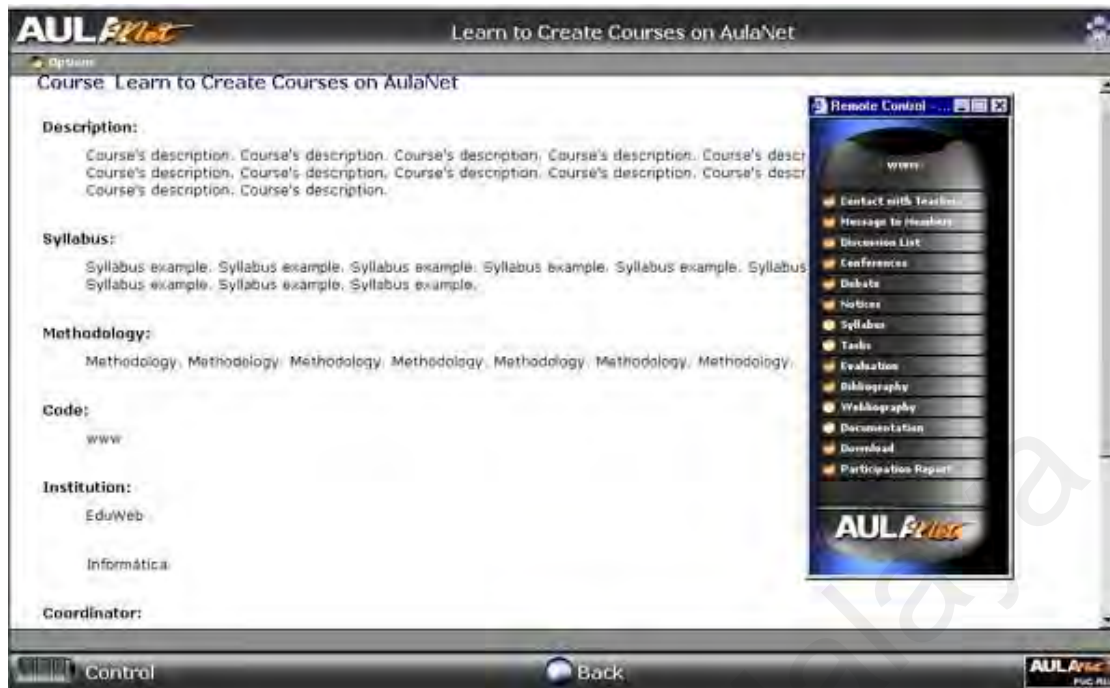 AULANet
Learn to Create Courses on AulaNet
Options
Course Learn to Create Courses on AulaNet
Description:
Course's description. Course's description. Course's description. Course's description. Course's descr
Course's description. Course's description. Course's description. Course's description. Course's descr
Course's description. Course's description.
Syllabus:
Syllabus example. Syllabus example. Syllabus example. Syllabus example. Syllabus example. Syllabus
Syllabus example. Syllabus example. Syllabus example.
Methodology:
Methodology. Methodology. Methodology. Methodology. Methodology. Methodology. Methodology.
Code:
www
Institution:
EduWeb
Informática
Coordinator:
Remote Control - ...
www
Contact with Teachers
Message to Members
Discussion List
Conferences
Debate
Notices
Syllabus
Tasks
Evaluation
Bibliography
Webliography
Documentation
Download
Participation Report
AULANet
Control
Back
AULANet